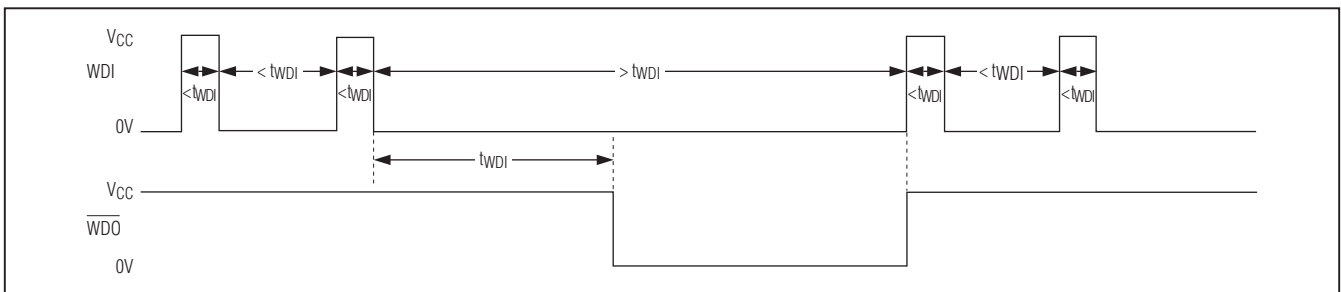 VCC
WDI
<tWDI
< tWDI
<tWDI
> tWDI
<tWDI
< tWDI
<tWDI
0V
tWDI
VCC
WDO
0V